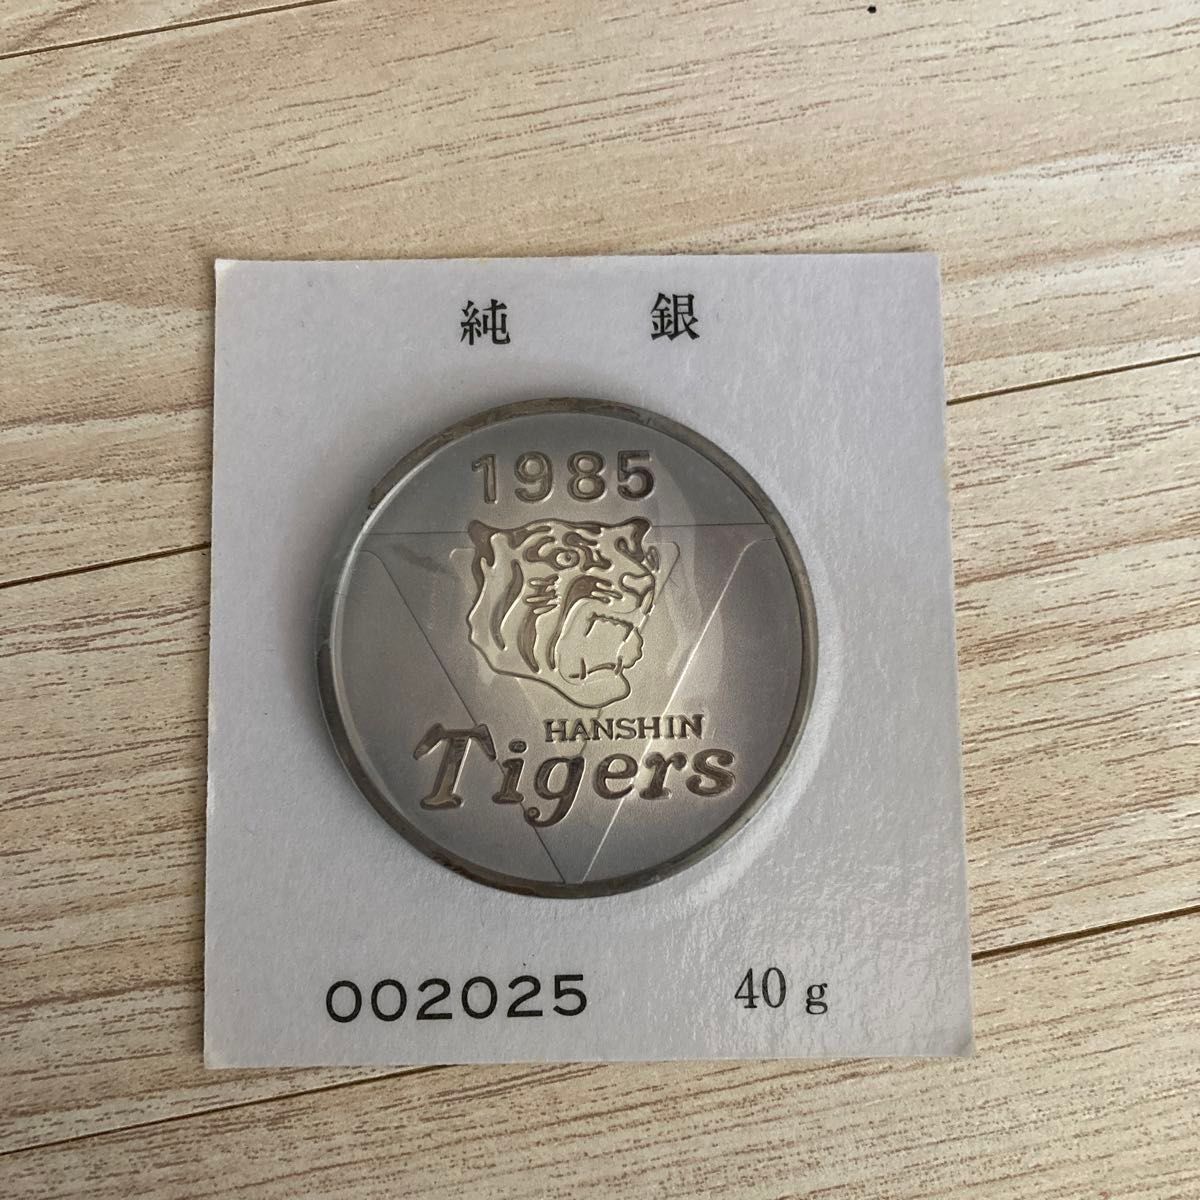 純 銀
1985
HANSHIN
Tigers
002025 40g